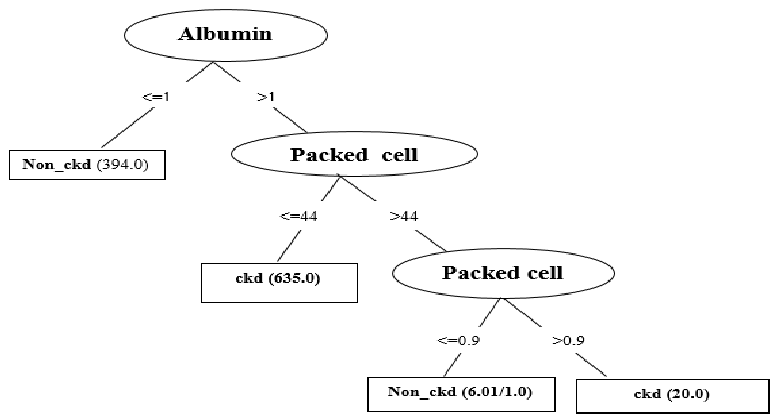 Albumin
<=1
>1
Non_ckd (394.0)
Packed cell
<=44
>44
ckd (635.0)
Packed cell
<=0.9
>0.9
Non_ckd (6.01/1.0)
ckd (20.0)